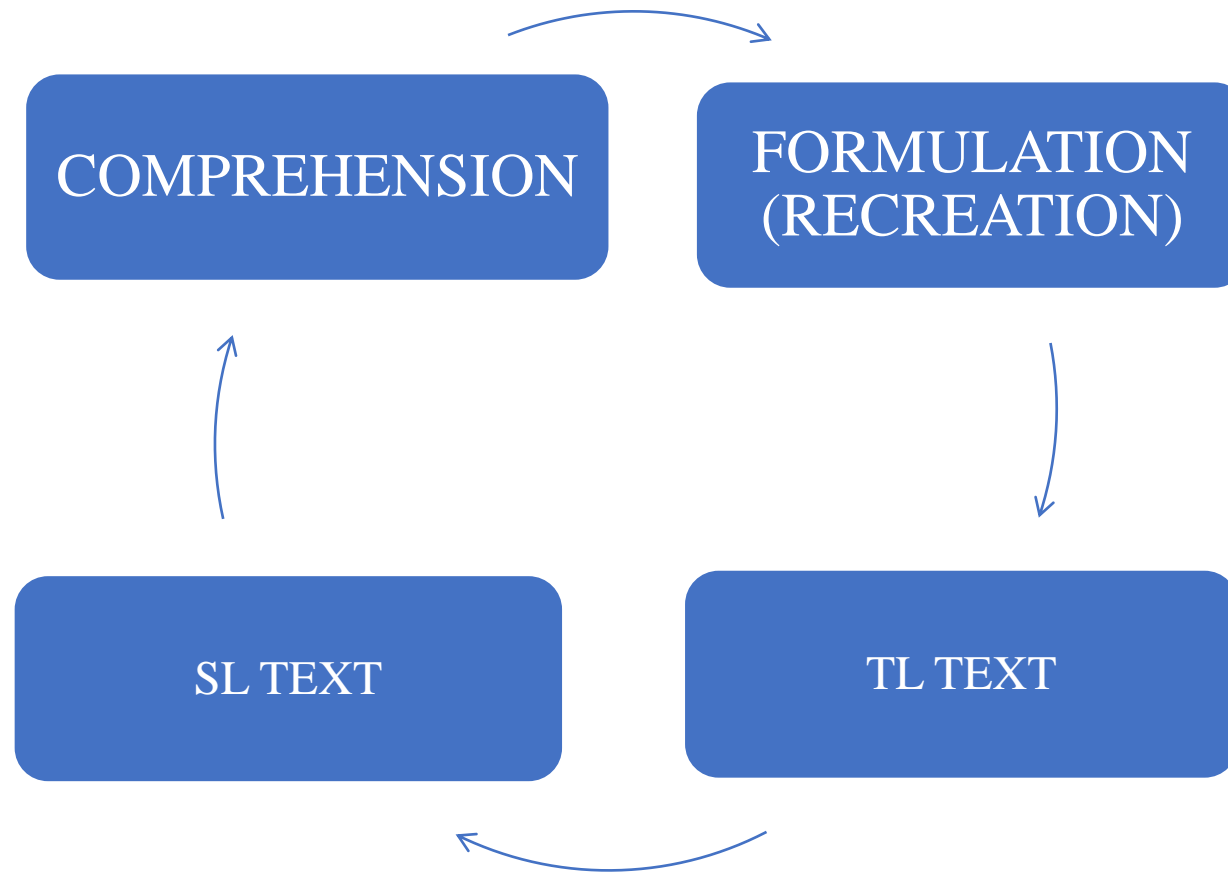 COMPREHENSION
FORMULATION
(RECREATION)
SL TEXT
TL TEXT